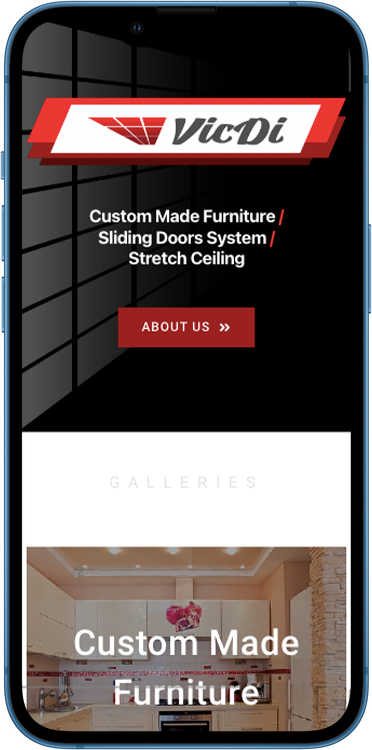 VicDi
Custom Made Furniture /
Sliding Doors System /
Stretch Ceiling
ABOUT US »
GALLERIES
Custom Made
Furniture